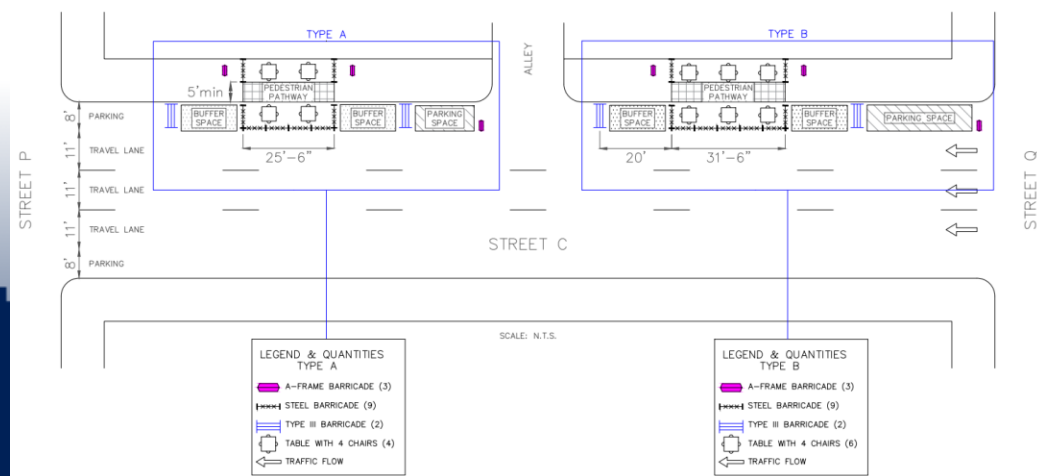 TYPE A
ALLEY
TYPE B
5'min
PEDESTRIAN
PATHWAY
PEDESTRIAN
PATHWAY
8'
PARKING
BUFFER
SPACE
BUFFER
SPACE
PARKING
SPACE
BUFFER
SPACE
BUFFER
SPACE
PARKING SPACE
11'
TRAVEL LANE
25'-6"
20'
31'-6"
STREET P
11'
TRAVEL LANE
STREET Q
11'
TRAVEL LANE
STREET C
8'
PARKING
SCALE: N.T.S.
LEGEND & QUANTITIES
TYPE A
A-FRAME BARRICADE (3)
STEEL BARRICADE (9)
TYPE III BARRICADE (2)
TABLE WITH 4 CHAIRS (4)
TRAFFIC FLOW
LEGEND & QUANTITIES
TYPE B
A-FRAME BARRICADE (3)
STEEL BARRICADE (9)
TYPE III BARRICADE (2)
TABLE WITH 4 CHAIRS (6)
TRAFFIC FLOW